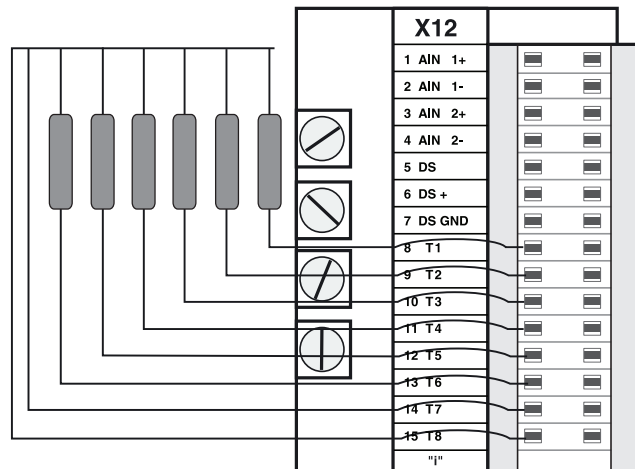 X12
1 AIN 1+
2 AIN 1-
3 AIN 2+
4 AIN 2-
5 DS
6 DS +
7 DS GND
8 T1
9 T2
10 T3
11 T4
12 T5
13 T6
14 T7
15 T8
"i"